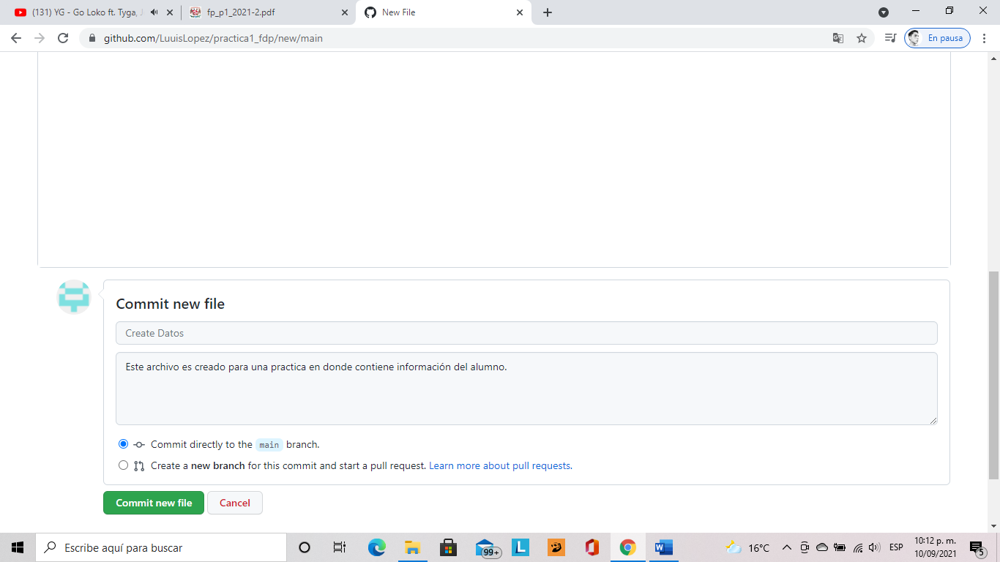 (131) YG - Go Loko ft. Tyga, J
fp_p1_2021-2.pdf
New File
github.com/LuuisLopez/practica1_fdp/new/main
En pausa
Commit new file
Create Datos
Este archivo es creado para una practica en donde contiene información del alumno.
Commit directly to the main branch.
Create a new branch for this commit and start a pull request. Learn more about pull requests.
Commit new file
Cancel
Escribe aquí para buscar
99+
L
W
16°C
ESP
10:12 p. m.
10/09/2021
5